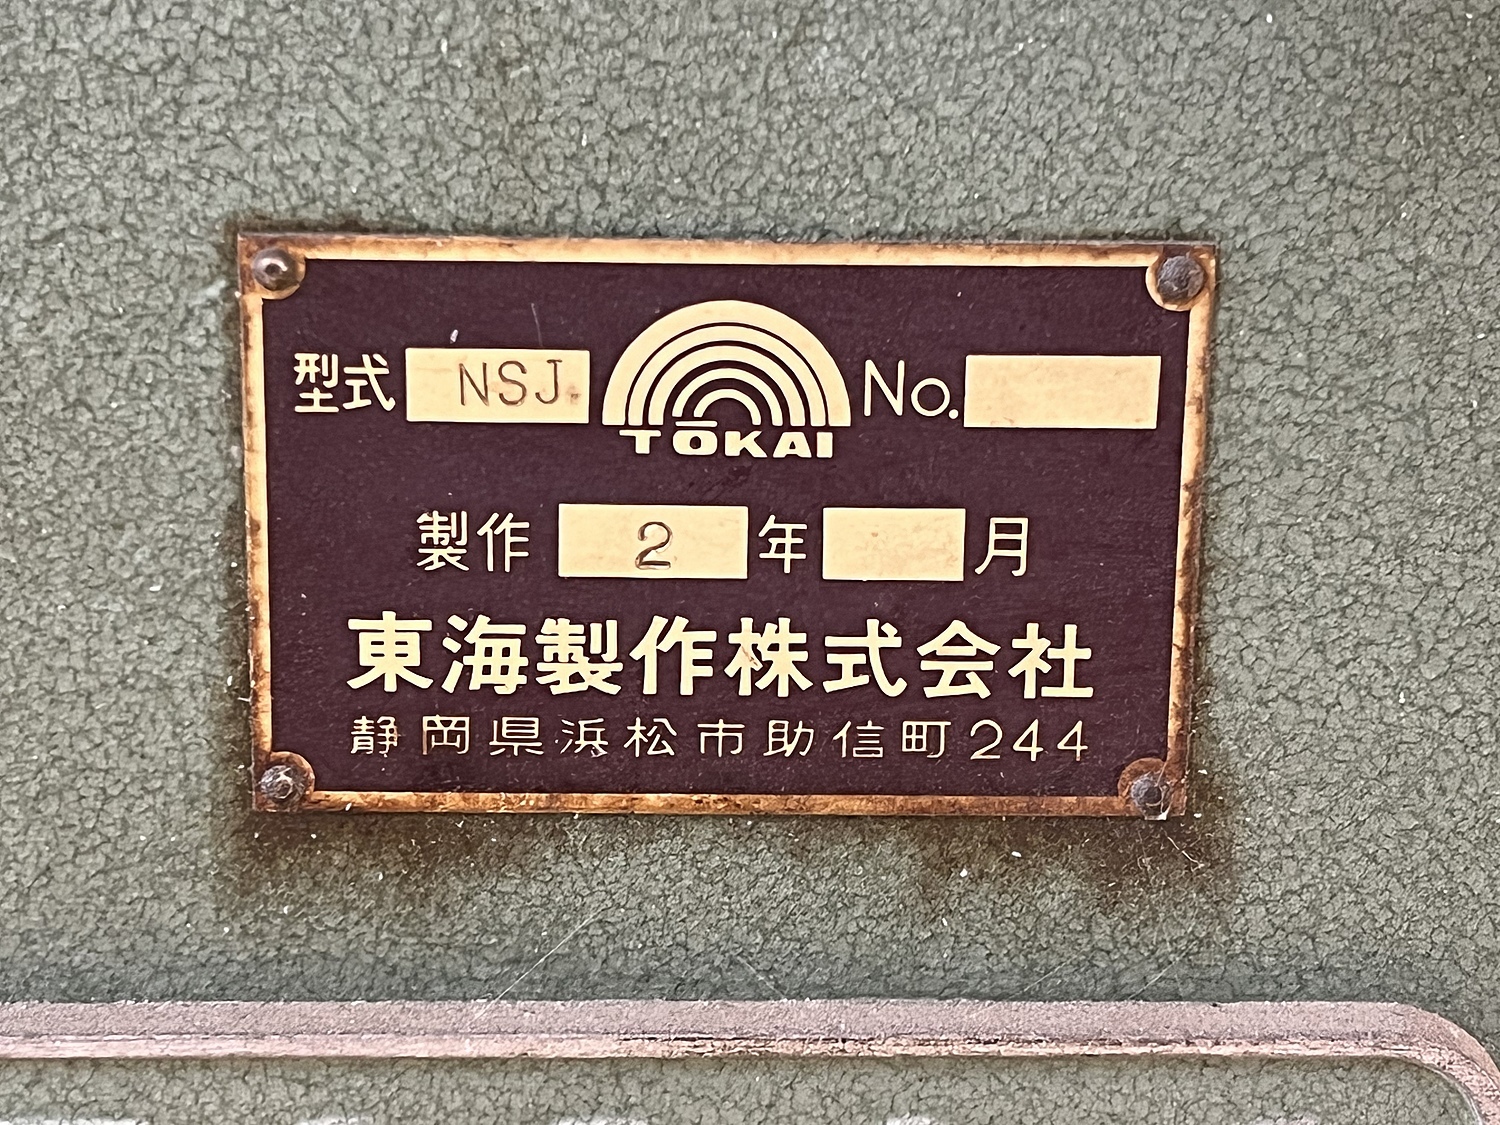 型式 NSJ TŌKAI No.
製作 2 年 月
東海製作株式会社
静岡県浜松市助信町244